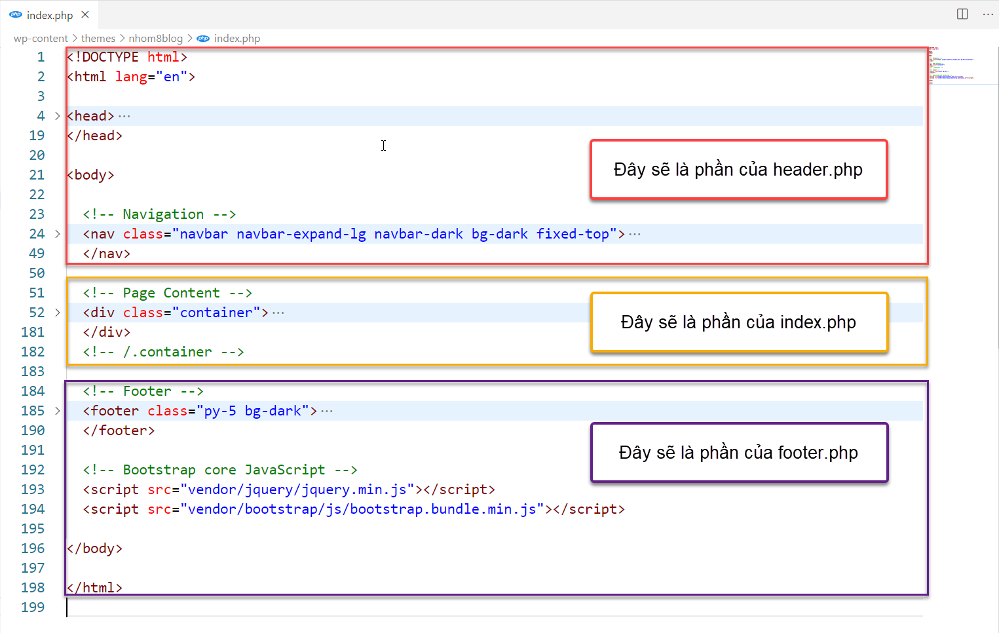 php index.php
wp-content > themes > nhom8blog > php index.php
1 <!DOCTYPE html>
2 <html lang="en">
3
4 <head>
19 </head>
20
21 <body>
22
23 <!-- Navigation -->
24 <nav class="navbar navbar-expand-lg navbar-dark bg-dark fixed-top">
49 </nav>
50
Đây sẽ là phần của header.php
51 <!-- Page Content -->
52 <div class="container">
181 </div>
182 <!-- /.container -->
183
Đây sẽ là phần của index.php
184 <!-- Footer -->
185 <footer class="py-5 bg-dark">
190 </footer>
191
192 <!-- Bootstrap core JavaScript -->
193 <script src="vendor/jquery/jquery.min.js"></script>
194 <script src="vendor/bootstrap/js/bootstrap.bundle.min.js"></script>
195
196 </body>
197
198 </html>
199
Đây sẽ là phần của footer.php